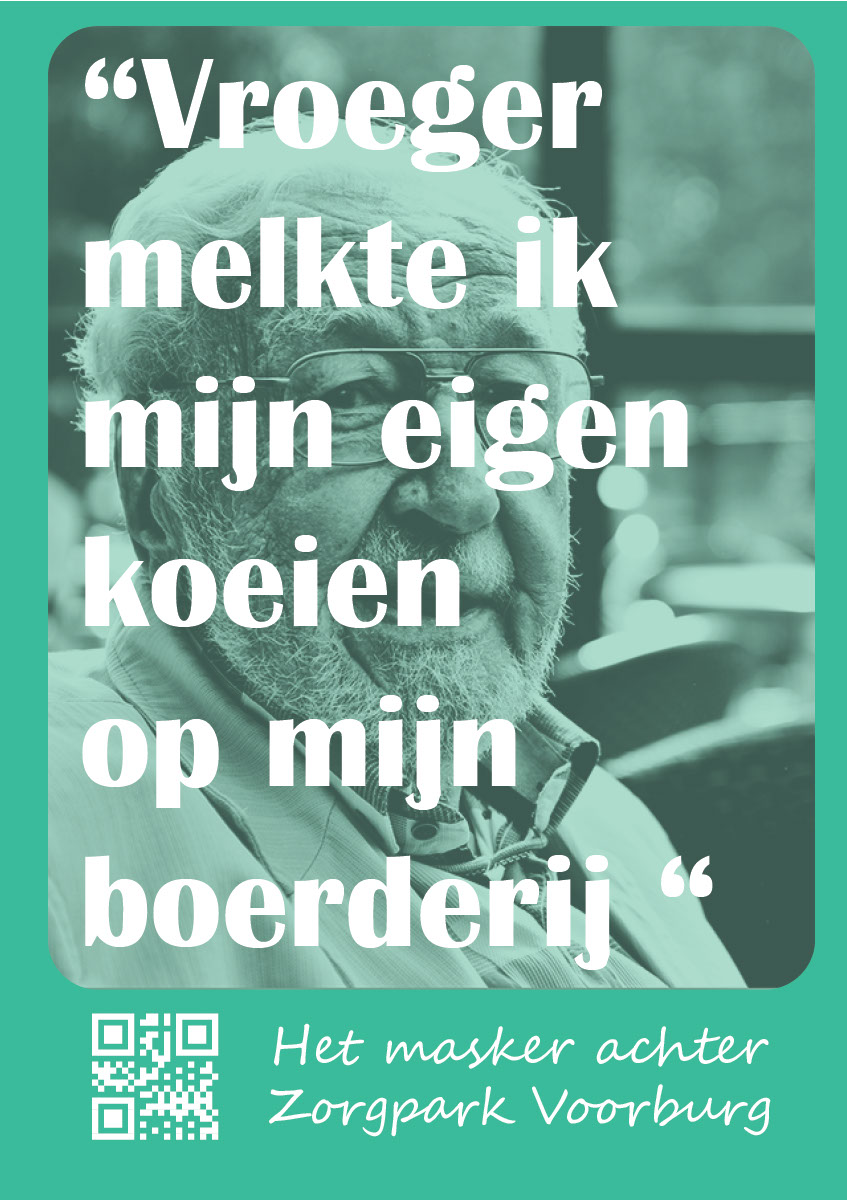 “Vroeger
melkte ik
mijn eigen
koeien
op mijn
boerderij “
Het masker achter
Zorgpark Voorburg